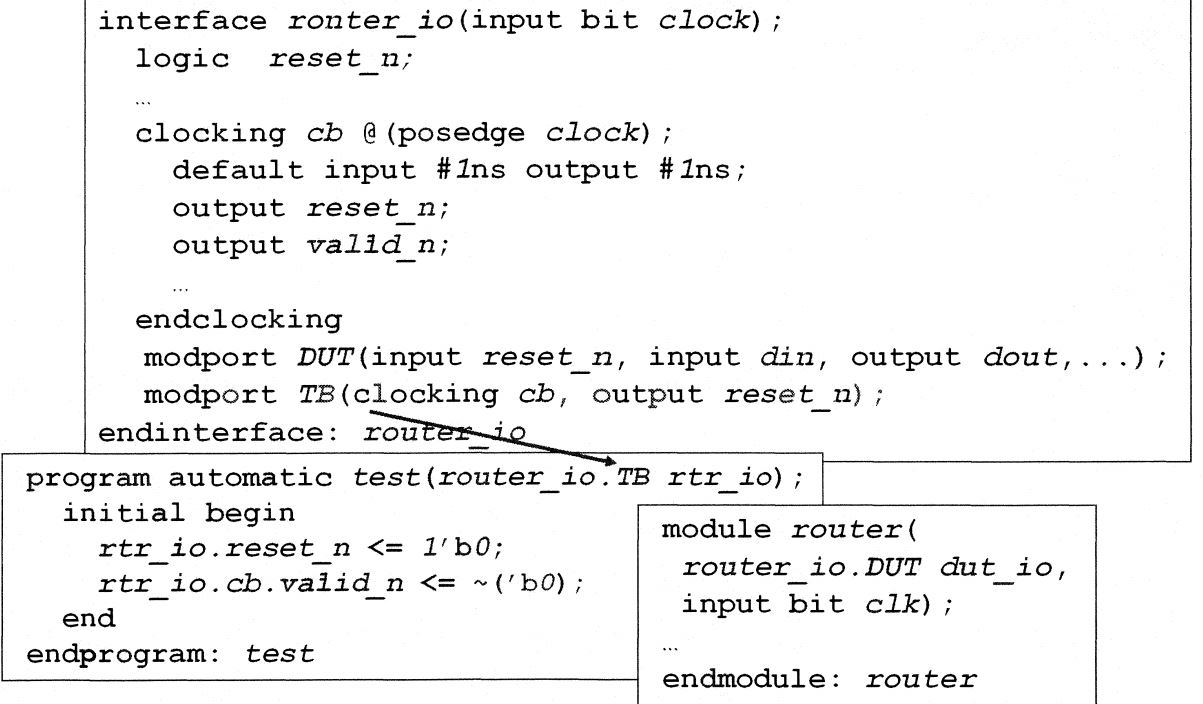 interface ronter_io(input bit clock);
logic reset_n;
...
clocking cb @(posedge clock);
default input #1ns output #1ns;
output reset_n;
output valid_n;
...
endclocking
modport DUT(input reset_n, input din, output dout,...);
modport TB(clocking cb, output reset_n);
endinterface: router_io
program automatic test(router_io.TB rtr_io);
initial begin
rtr_io.reset_n <= 1'b0;
rtr_io.cb.valid_n <= ~('b0);
end
endprogram: test
module router(
router_io.DUT dut_io,
input bit clk);
...
endmodule: router